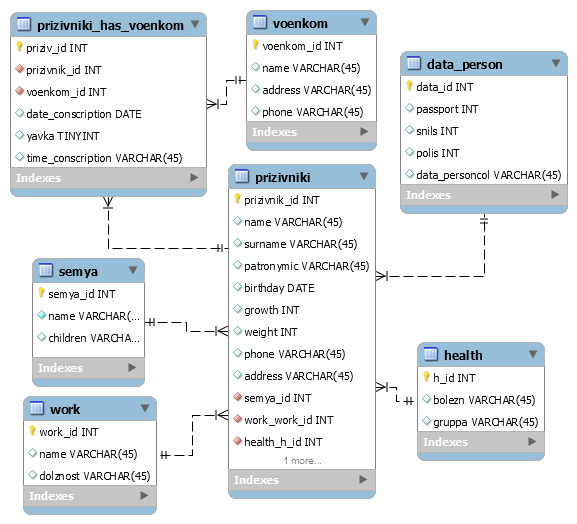 prizivniki_has_voenkom
priziv_id INT
prizivnik_id INT
voenkom_id INT
date_conscription DATE
yavka TINYINT
time_conscription VARCHAR(45)
Indexes
voenkom
voenkom_id INT
name VARCHAR(45)
address VARCHAR(45)
phone VARCHAR(45)
Indexes
data_person
data_id INT
passport INT
snils INT
polis INT
data_personcol VARCHAR(45)
Indexes
prizivniki
prizivnik_id INT
name VARCHAR(45)
surname VARCHAR(45)
patronymic VARCHAR(45)
birthday DATE
growth INT
weight INT
phone VARCHAR(45)
address VARCHAR(45)
semya_id INT
work_work_id INT
health_h_id INT
1 more...
Indexes
semya
semya_id INT
name VARCHAR(...
children VARCHA...
Indexes
health
h_id INT
bolezn VARCHAR(45)
gruppa VARCHAR(45)
Indexes
work
work_id INT
name VARCHAR(45)
dolznost VARCHAR(45)
Indexes